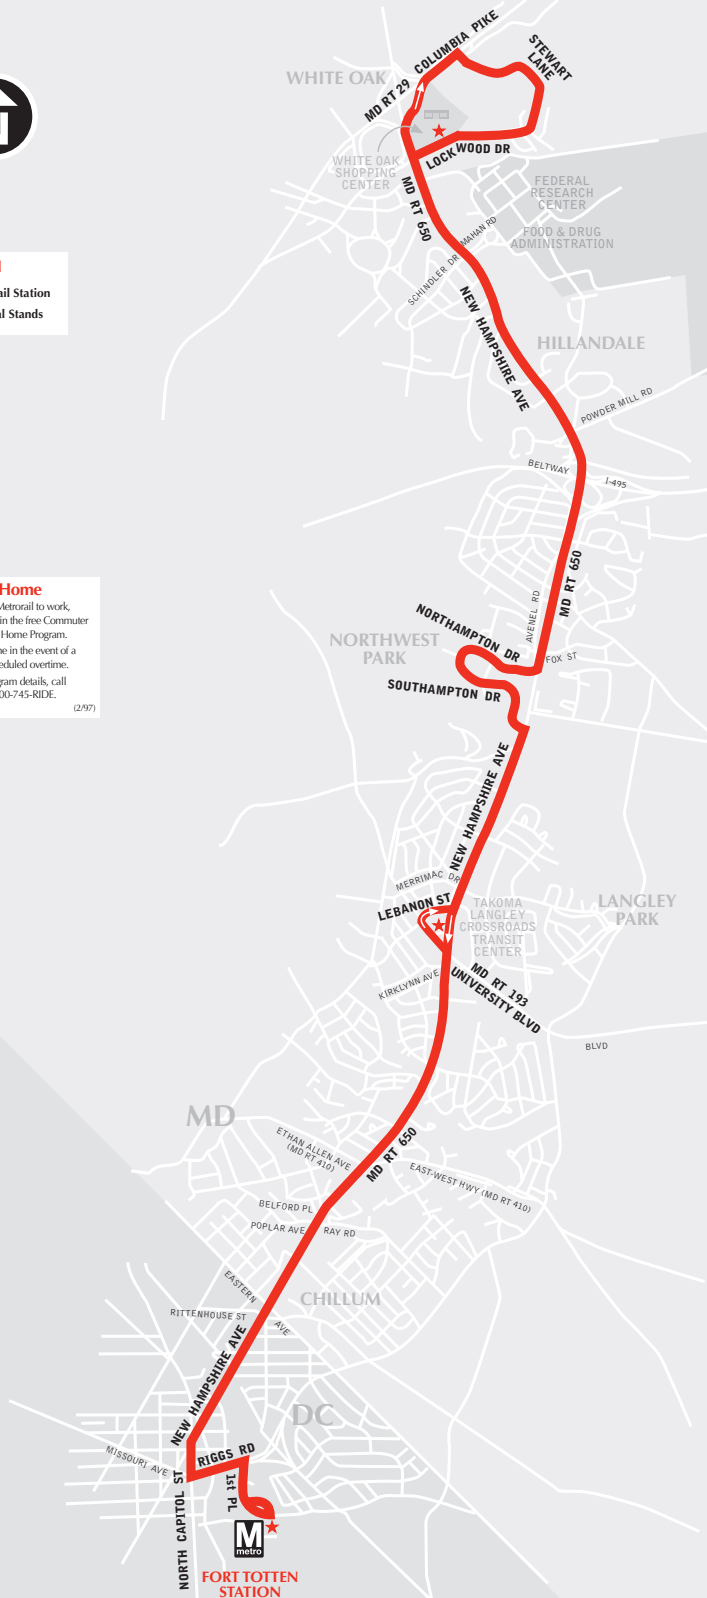 COLUMBIA PIKE
STEWART
LANE
WHITE OAK
MD RT 29
LOCKWOOD DR
WHITE OAK
SHOPPING
CENTER
MD RT 650
FEDERAL
RESEARCH
CENTER
MAHAN RD
FOOD & DRUG
ADMINISTRATION
SCHINDLER DR
ail Station
al Stands
NEW HAMPSHIRE AVE
HILLANDALE
POWDER MILL RD
BELTWAY
I-495
MD RT 650
Home
Metrorail to work,
in the free Commuter
Home Program.
ne in the event of a
eduled overtime.
gram details, call
00-745-RIDE.
(2/97)
AVENEL RD
NORTHAMPTON DR
NORTHWEST
PARK
FOX ST
SOUTHAMPTON DR
NEW HAMPSHIRE AVE
MERRIMAC DR
LEBANON ST
TAKOMA
LANGLEY
CROSSROADS
TRANSIT
CENTER
LANGLEY
PARK
KIRKLYNN AVE
MD RT 193
UNIVERSITY BLVD
BLVD
MD
ETHAN ALLEN AVE
(MD RT 410)
MD RT 650
EAST-WEST HWY (MD RT 410)
BELFORD PL
POPLAR AVE
RAY RD
EASTERN
AVE
CHILLUM
RITTENHOUSE ST
NEW HAMPSHIRE AVE
DC
MISSOURI AVE
RIGGS RD
1st PL
NORTH CAPITOL ST
M
metro
FORT TOTTEN
STATION